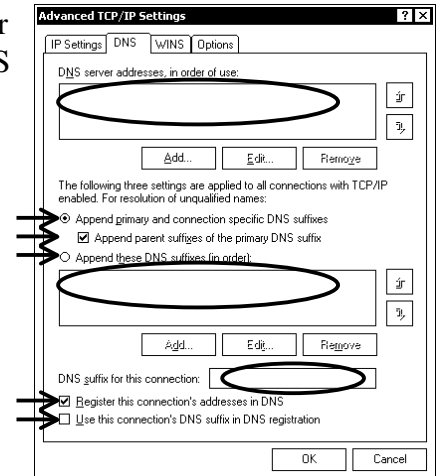 r
S
Advanced TCP/IP Settings
IP Settings DNS WINS Options
DNS server addresses, in order of use:
Add... Edit... Remove
The following three settings are applied to all connections with TCP/IP
enabled. For resolution of unqualified names:
Append primary and connection specific DNS suffixes
Append parent suffixes of the primary DNS suffix
Append these DNS suffixes (in order):
Add... Edit... Remove
DNS suffix for this connection:
Register this connection's addresses in DNS
Use this connection's DNS suffix in DNS registration
OK Cancel